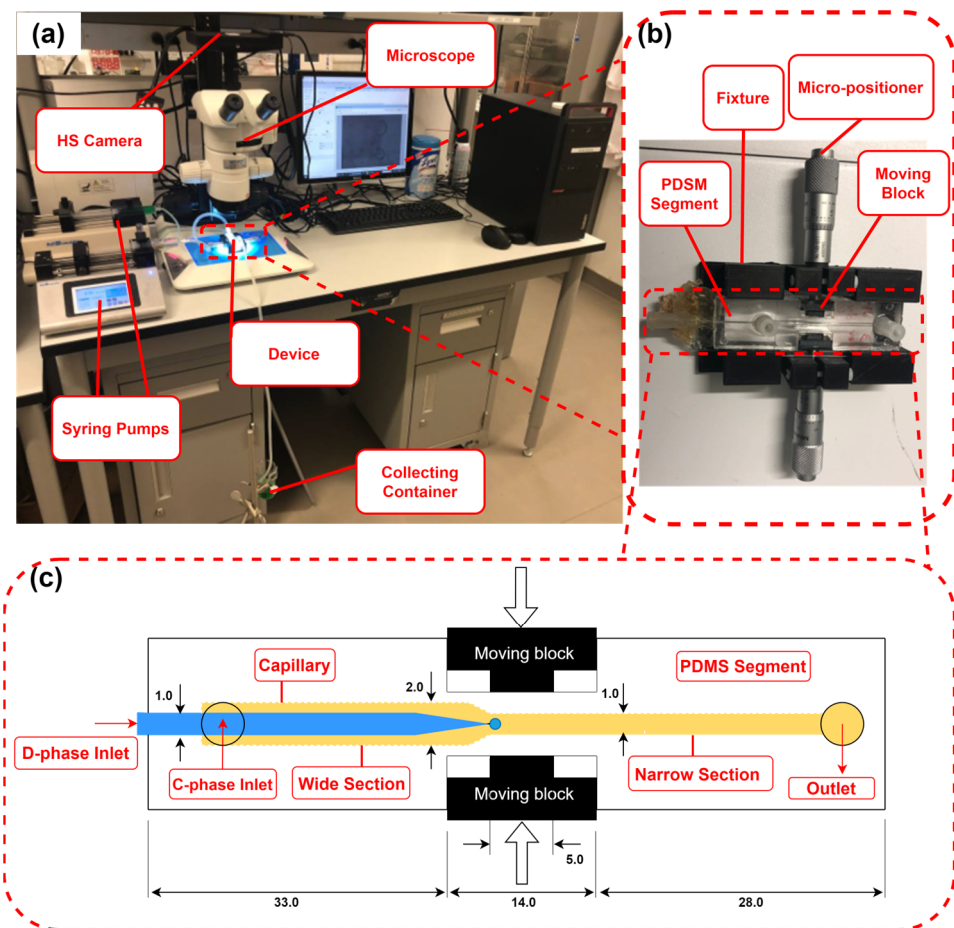 (a)
Microscope
HS Camera
Device
Syring Pumps
Collecting
Container
(b)
Fixture
Micro-positioner
PDSM
Segment
Moving
Block
(c)
Moving block
Capillary
PDMS Segment
1.0
2.0
1.0
D-phase Inlet
C-phase Inlet
Wide Section
Narrow Section
Outlet
Moving block
5.0
33.0
14.0
28.0